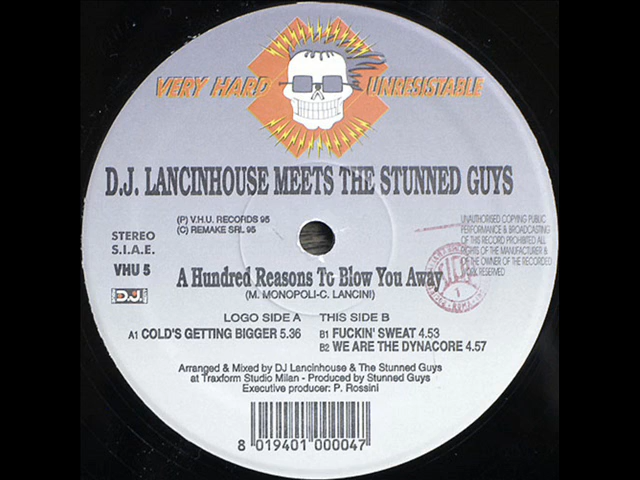 VERY HARD UNRESISTABLE
D.J. LANCINHOUSE MEETS THE STUNNED GUYS
(P) V.H.U. RECORDS 95
(C) REMAKE SRL 95
STEREO
S.I.A.E.
VHU 5
DJ
UNAUTHORISED COPYING PUBLIC
PERFORMANCE & BROADCASTING
OF THIS RECORD PROHIBITED ALL
RIGHTS OF THE MANUFACTURER &
OF THE OWNER OF THE RECORDED
WORK RESERVED
A Hundred Reasons To Blow You Away
(M. MONOPOLI-C. LANCINI)
LOGO SIDE A
A1 COLD'S GETTING BIGGER 5.36
THIS SIDE B
B1 FUCKIN' SWEAT 4.53
B2 WE ARE THE DYNACORE 4.57
Arranged & Mixed by DJ Lancinhouse & The Stunned Guys
at Traxform Studio Milan - Produced by Stunned Guys
Executive producer: P. Rossini
8 019401 000047